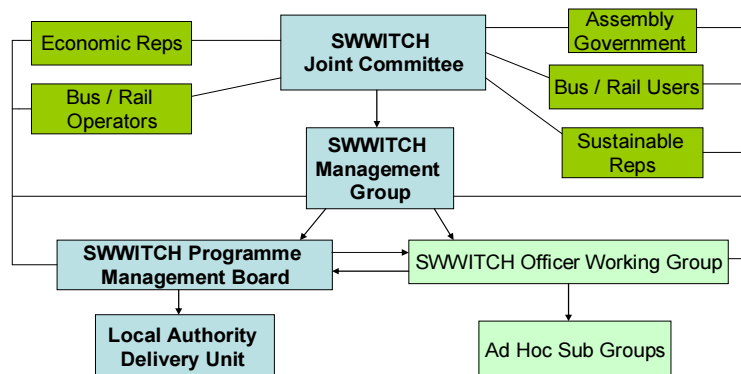 Economic Reps
SWWITCH
Joint Committee
Assembly
Government
Bus / Rail
Operators
Bus / Rail Users
SWWITCH
Management
Group
Sustainable
Reps
SWWITCH Programme
Management Board
SWWITCH Officer Working Group
Local Authority
Delivery Unit
Ad Hoc Sub Groups